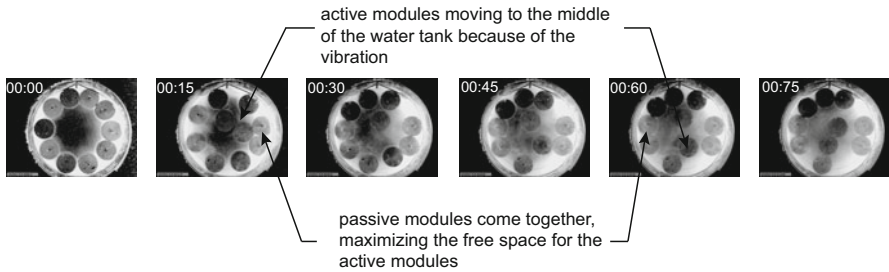 active modules moving to the middle
of the water tank because of the
vibration
00:00
00:15
00:30
00:45
00:60
00:75
passive modules come together,
maximizing the free space for the
active modules